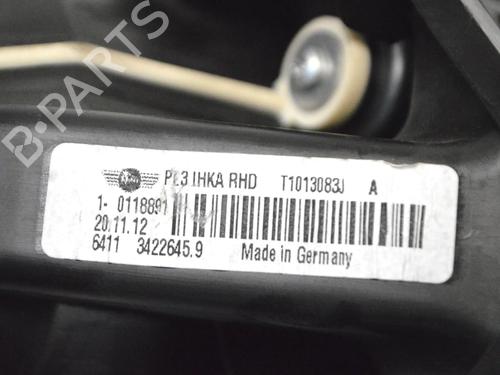 B-PARTS
PL3 IHKA RHD T1013083J A
1- 0118891
20.11.12
6411 3422645.9 Made in Germany